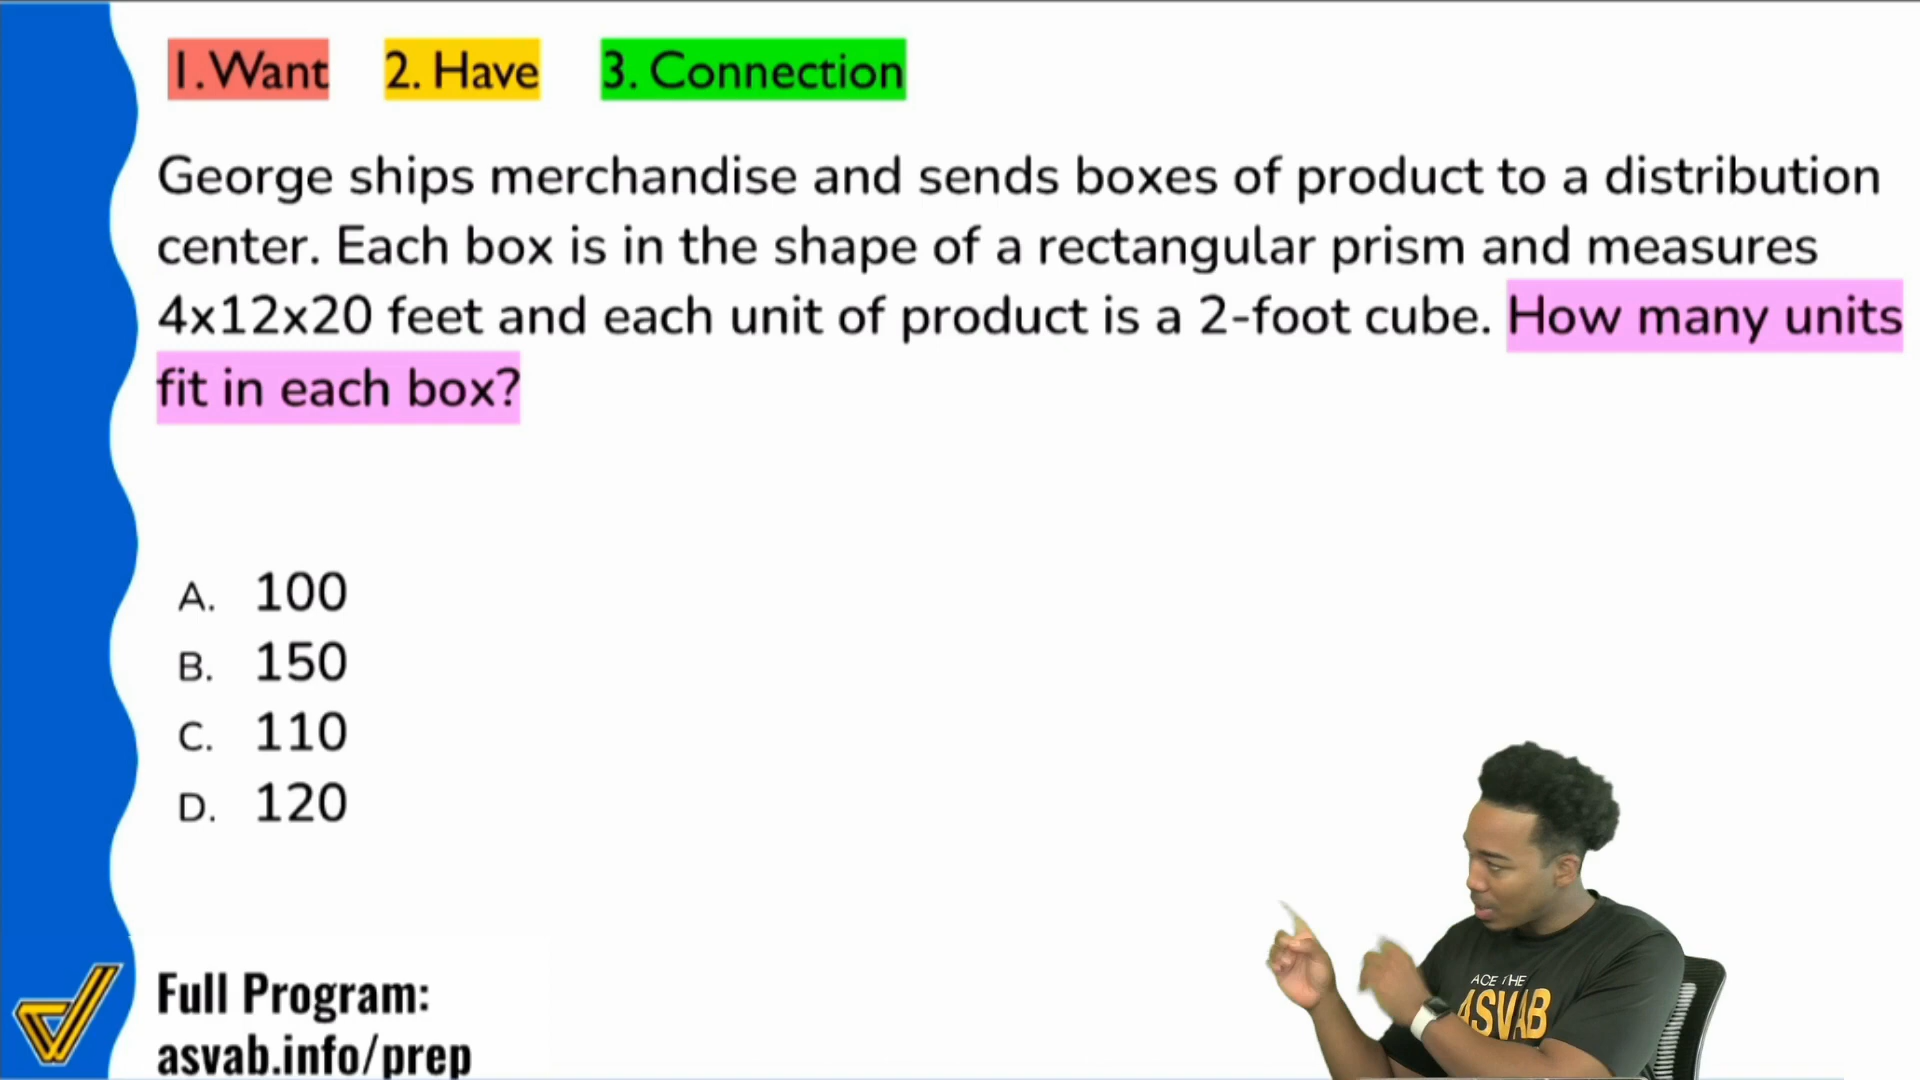 1. Want 2. Have 3. Connection
George ships merchandise and sends boxes of product to a distribution
center. Each box is in the shape of a rectangular prism and measures
4x12x20 feet and each unit of product is a 2-foot cube. How many units
fit in each box?
A. 100
B. 150
C. 110
D. 120
ACE THE
ASVAB
Full Program:
asvab.info/prep